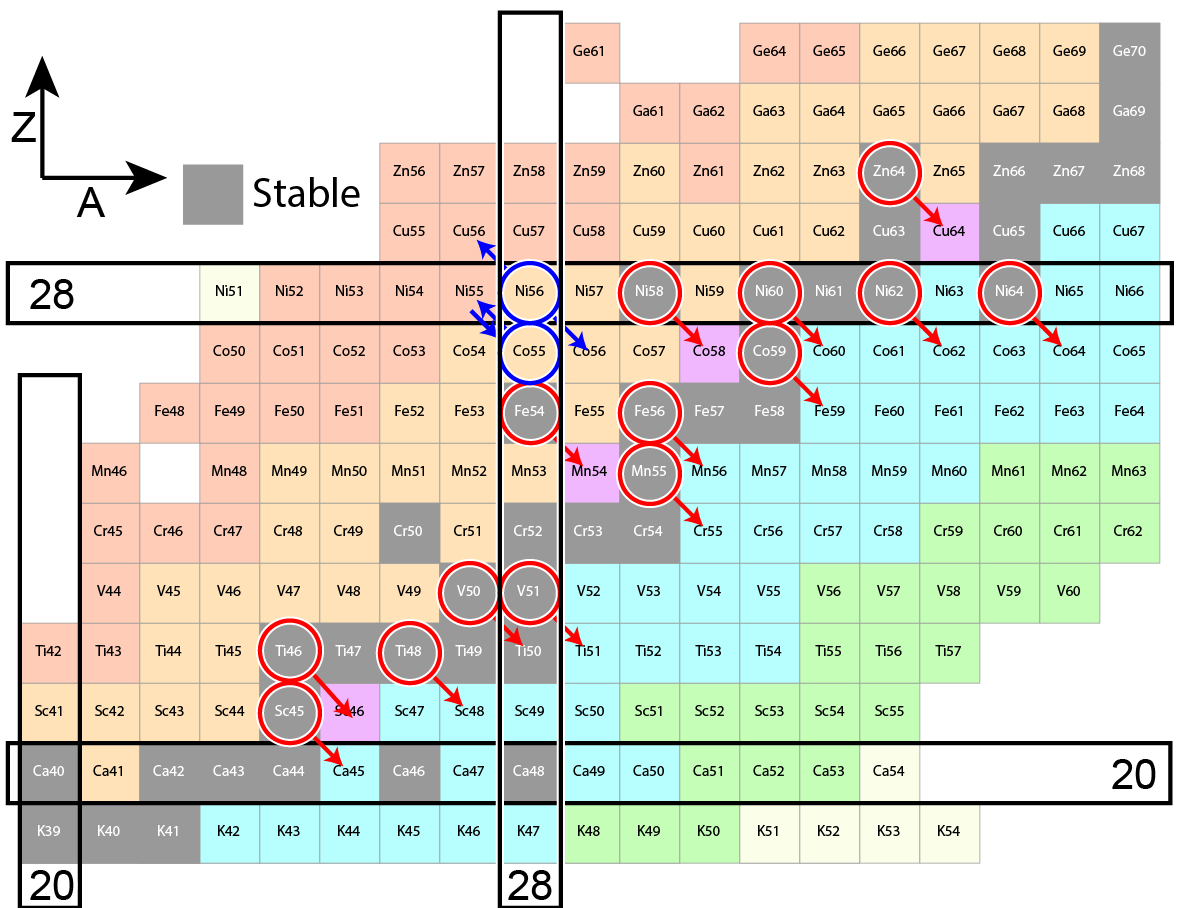 Ge61 Ge64 Ge65 Ge66 Ge67 Ge68 Ge69 Ge70
Z
Ga61 Ga62 Ga63 Ga64 Ga65 Ga66 Ga67 Ga68 Ga69
Zn56 Zn57 Zn58 Zn59 Zn60 Zn61 Zn62 Zn63 Zn64 Zn65 Zn66 Zn67 Zn68
A
Stable
Cu55 Cu56 Cu57 Cu58 Cu59 Cu60 Cu61 Cu62 Cu63 Cu64 Cu65 Cu66 Cu67
28 Ni51 Ni52 Ni53 Ni54 Ni55 Ni56 Ni57 Ni58 Ni59 Ni60 Ni61 Ni62 Ni63 Ni64 Ni65 Ni66
Co50 Co51 Co52 Co53 Co54 Co55 Co56 Co57 Co58 Co59 Co60 Co61 Co62 Co63 Co64 Co65
Fe48 Fe49 Fe50 Fe51 Fe52 Fe53 Fe54 Fe55 Fe56 Fe57 Fe58 Fe59 Fe60 Fe61 Fe62 Fe63 Fe64
Mn46 Mn48 Mn49 Mn50 Mn51 Mn52 Mn53 Mn54 Mn55 Mn56 Mn57 Mn58 Mn59 Mn60 Mn61 Mn62 Mn63
Cr45 Cr46 Cr47 Cr48 Cr49 Cr50 Cr51 Cr52 Cr53 Cr54 Cr55 Cr56 Cr57 Cr58 Cr59 Cr60 Cr61 Cr62
V44 V45 V46 V47 V48 V49 V50 V51 V52 V53 V54 V55 V56 V57 V58 V59 V60
Ti42 Ti43 Ti44 Ti45 Ti46 Ti47 Ti48 Ti49 Ti50 Ti51 Ti52 Ti53 Ti54 Ti55 Ti56 Ti57
Sc41 Sc42 Sc43 Sc44 Sc45 Sc46 Sc47 Sc48 Sc49 Sc50 Sc51 Sc52 Sc53 Sc54 Sc55
Ca40 Ca41 Ca42 Ca43 Ca44 Ca45 Ca46 Ca47 Ca48 Ca49 Ca50 Ca51 Ca52 Ca53 Ca54 20
K39 K40 K41 K42 K43 K44 K45 K46 K47 K48 K49 K50 K51 K52 K53 K54
20 28